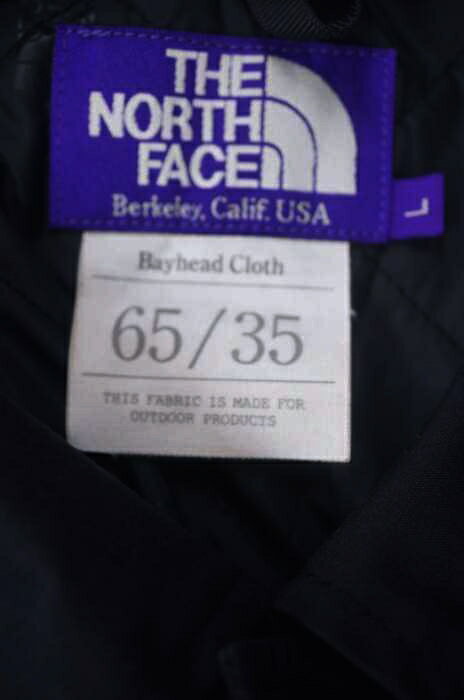 THE
NORTH
FACE
Berkeley, Calif. USA
L
Bayhead Cloth
65/35
THIS FABRIC IS MADE FOR
OUTDOOR PRODUCTS